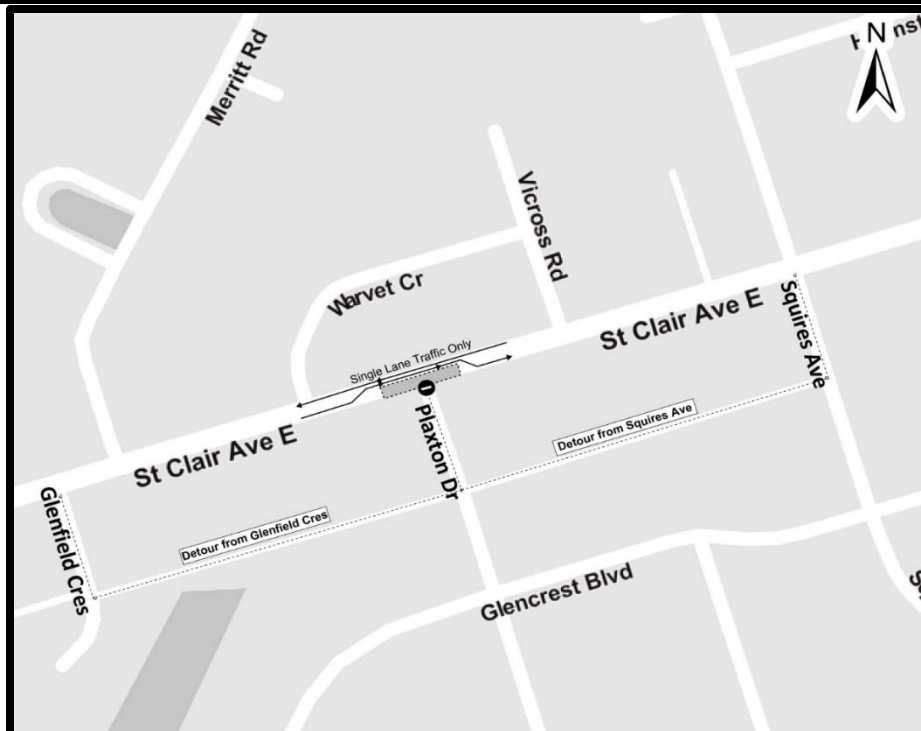 N
Merritt Rd
Vicross Rd
Warvet Cr
St Clair Ave E
Squires Ave
Single Lane Traffic Only
St Clair Ave E
Plaxton Dr
Detour from Squires Ave
Glenfield Cres
Detour from Glenfield Cres
Glencrest Blvd